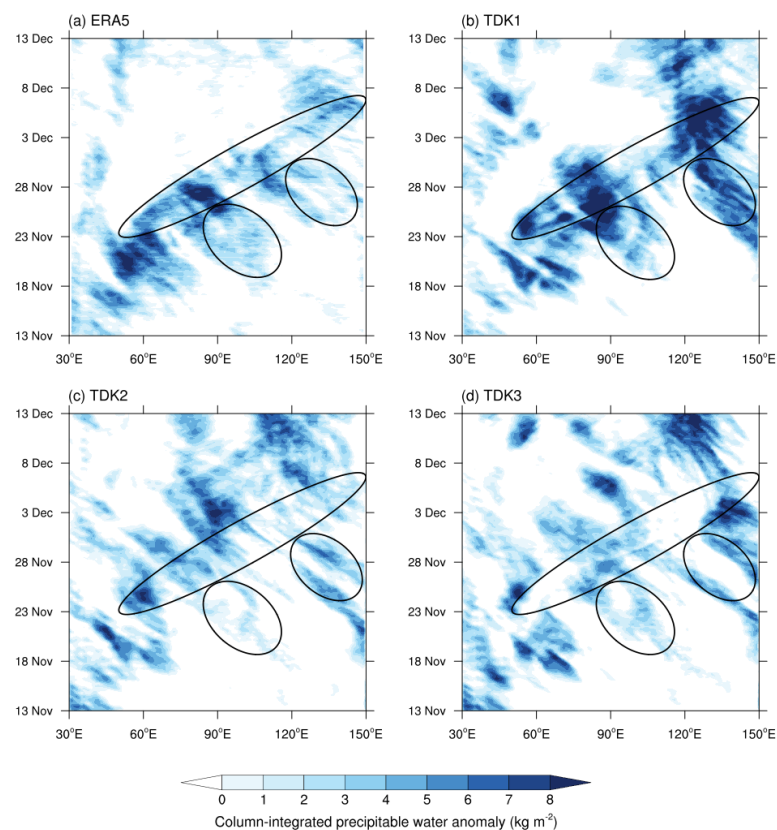 (a) ERA5
(b) TDK1
13 Dec
8 Dec
3 Dec
28 Nov
23 Nov
18 Nov
13 Nov
30°E 60°E 90°E 120°E 150°E
13 Dec
8 Dec
3 Dec
28 Nov
23 Nov
18 Nov
13 Nov
30°E 60°E 90°E 120°E 150°E
(c) TDK2
(d) TDK3
13 Dec
8 Dec
3 Dec
28 Nov
23 Nov
18 Nov
13 Nov
30°E 60°E 90°E 120°E 150°E
13 Dec
8 Dec
3 Dec
28 Nov
23 Nov
18 Nov
13 Nov
30°E 60°E 90°E 120°E 150°E
0 1 2 3 4 5 6 7 8
Column-integrated precipitable water anomaly (kg m⁻²)